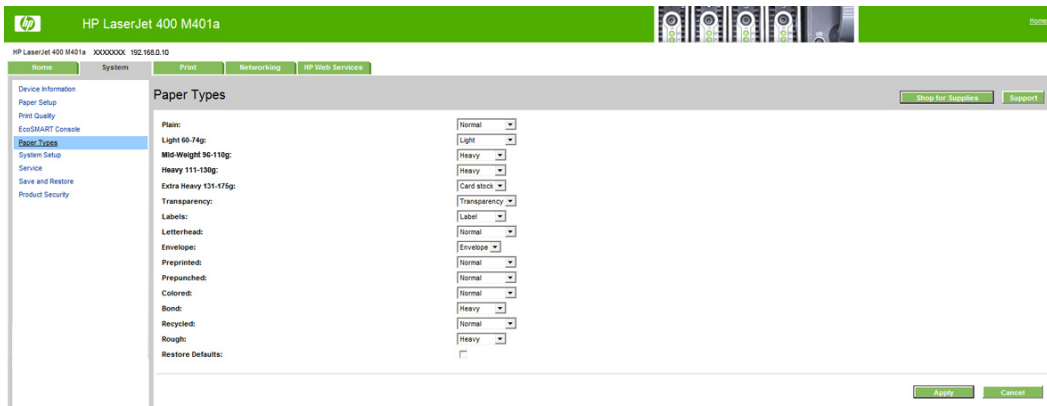 hp HP LaserJet 400 M401a
Home
HP LaserJet 400 M401a XXXXXXX 192.168.0.10
Home System Print Networking HP Web Services
Device Information
Paper Setup
Print Quality
EcoSMART Console
Paper Types
System Setup
Service
Save and Restore
Product Security
Paper Types
Shop for Supplies Support
Plain: Normal
Light 60-74g: Light
Mid-Weight 96-110g: Heavy
Heavy 111-130g: Heavy
Extra Heavy 131-175g: Card stock
Transparency: Transparency
Labels: Label
Letterhead: Normal
Envelope: Envelope
Preprinted: Normal
Prepunched: Normal
Colored: Normal
Bond: Heavy
Recycled: Normal
Rough: Heavy
Restore Defaults:
Apply Cancel